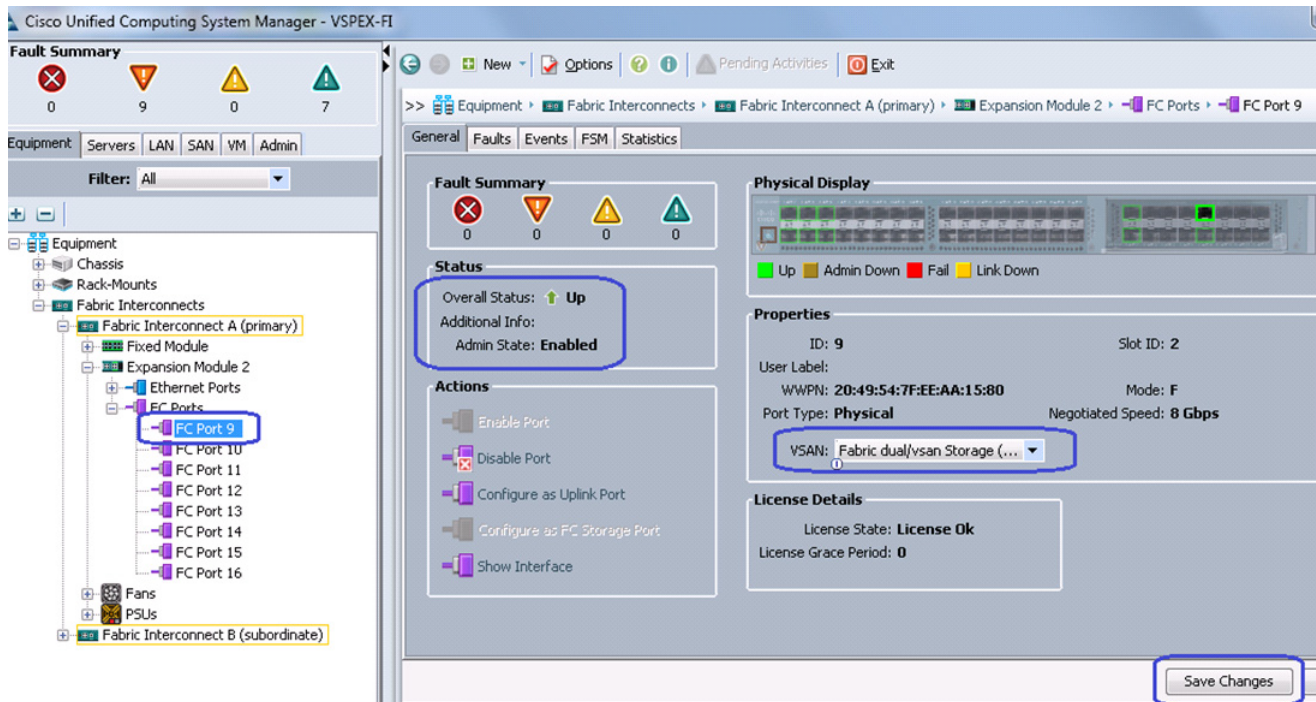 Cisco Unified Computing System Manager - VSPEX-FI
Fault Summary
0 9 0 7
Equipment Servers LAN SAN VM Admin
Filter: All
Equipment
Chassis
Rack-Mounts
Fabric Interconnects
Fabric Interconnect A (primary)
Fixed Module
Expansion Module 2
Ethernet Ports
FC Ports
FC Port 9
FC Port 10
FC Port 11
FC Port 12
FC Port 13
FC Port 14
FC Port 15
FC Port 16
Fans
PSUs
Fabric Interconnect B (subordinate)
New Options Pending Activities Exit
>> Equipment Fabric Interconnects Fabric Interconnect A (primary) Expansion Module 2 FC Ports FC Port 9
General Faults Events FSM Statistics
Fault Summary
0 0 0 0
Status
Overall Status: Up
Additional Info:
Admin State: Enabled
Actions
Enable Port
Disable Port
Configure as Uplink Port
Configure as FC Storage Port
Show Interface
Physical Display
Up Admin Down Fail Link Down
Properties
ID: 9 Slot ID: 2
User Label:
WWPN: 20:49:54:7F:EE:AA:15:80 Mode: F
Port Type: Physical Negotiated Speed: 8 Gbps
VSAN: Fabric dual/vsan Storage (...
License Details
License State: License Ok
License Grace Period: 0
Save Changes